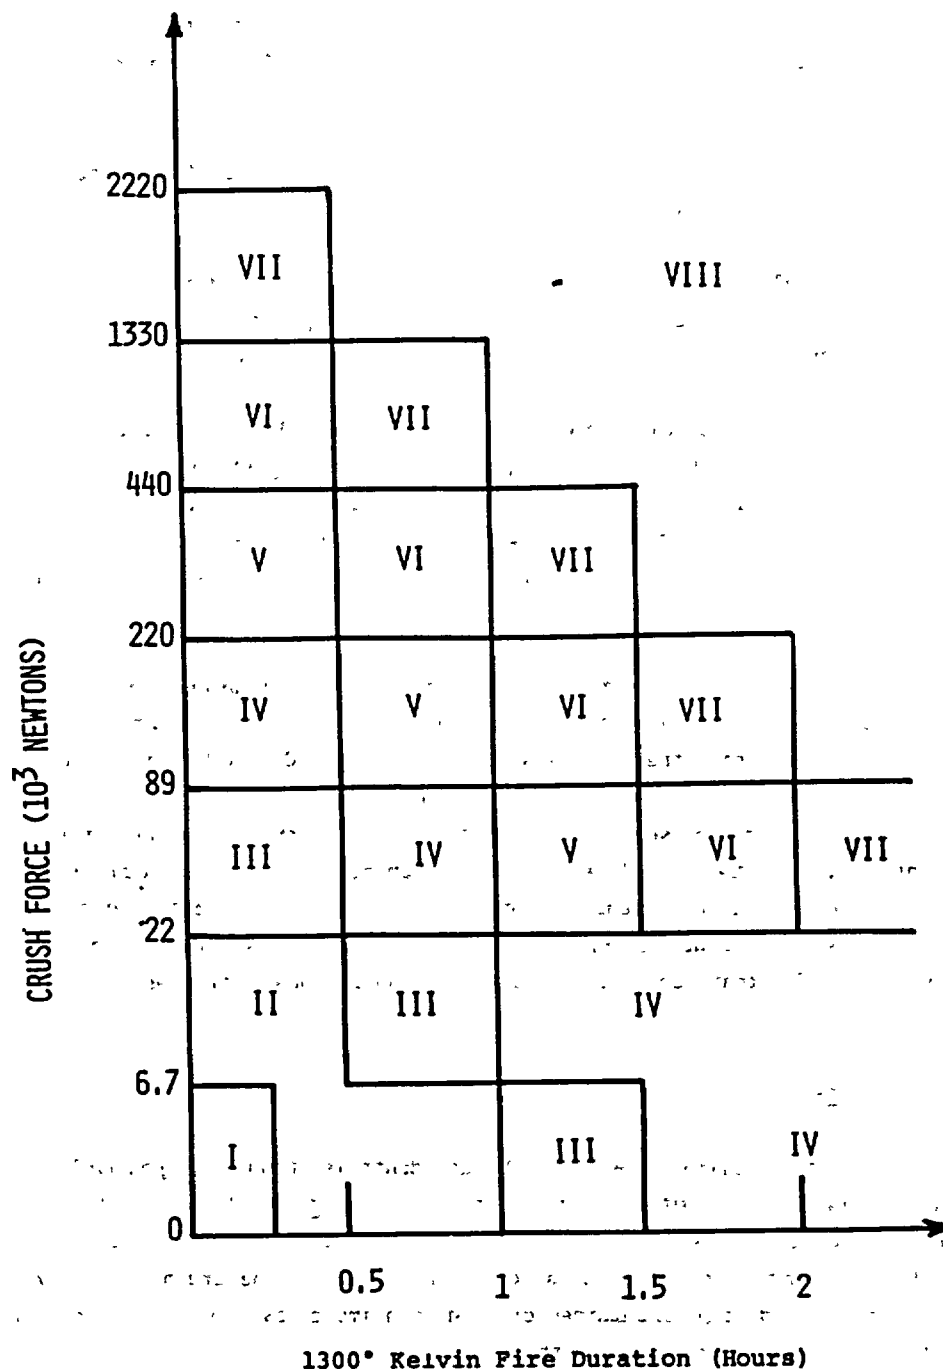 2220
VII
VIII
1330
VI
VII
440
V
VI
VII
220
IV
V
VI
VII
89
III
IV
V
VI
VII
22
II
III
IV
6.7
I
III
IV
0
0.5
1
1.5
2
CRUSH FORCE (10³ NEWTONS)
1300° Kelvin Fire Duration (Hours)